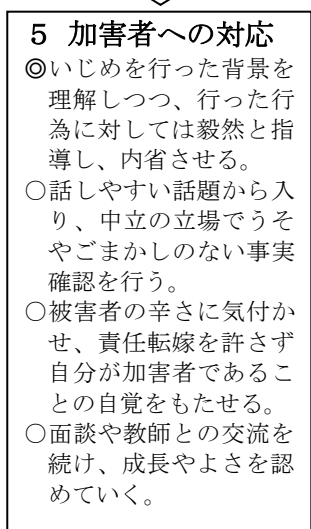 5 加害者への対応
◎いじめを行った背景を
理解しつつ、行った行
為に対しては毅然と指
導し、内省させる。
○話しやすい話題から入
り、中立の立場でうそ
やごまかしのない事実
確認を行う。
○被害者の辛さに気付か
せ、責任転嫁を許さず
自分が加害者であるこ
との自覚をもたせる。
○面談や教師との交流を
続け、成長やよさを認
めていく。